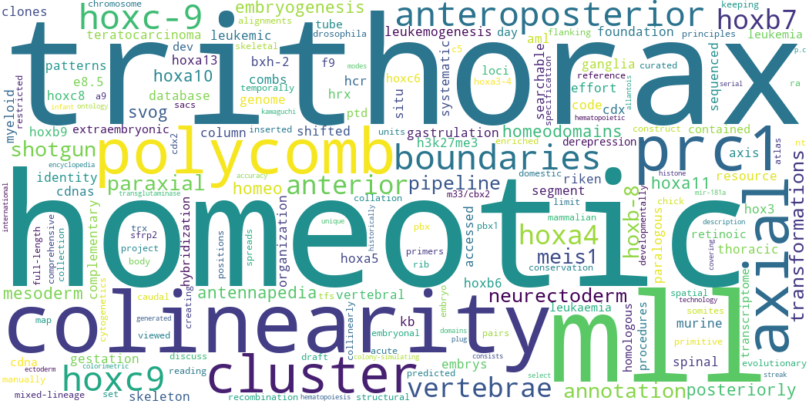 clones
chromosome
hoxc-9
embryogenesis
alignments
anteroposterior
keeping
hoxb7
teratocarcinoma
tube
drosophila
leukemic
skeletal
leukemogenesis
day
foundation
principles
flanking
leukemia
p.c
trithorax
patterns
dev
hoxa13
hoxa10
bxh-2
f9
modes
c5
aml
hoxa3-4
ganglia
reference
curated
loci
searchable
specification
systematic
sequenced
serial
ra
e8.5
combs
hcr
hoxc6
situ
hoxc8
a9
temporally
genome
hrx
effort
code
cdx
allantois
hematopoietic
myeloid
restricted
infant
ontology
database
sacs
svog
ptd
kamaguchi
hoxb9
extraembryonic
column
inserted
shifted
units
gastrulation
homeodomains
construct
contained
nt
shotgun
cdx2
polycomb
h3k27me3
enriched
derepression
prc1
axis
boundaries
histone
atlas
encyclopedia
accuracy
identity
cdnas
paraxial
homeo
anterior
pipeline
domestic
riken
hoxa11
resource
transglutaminase
collation
m33/cbx2
segment
mir-181a
homeotic
international
full-length
comprehensive
collection
trx
sfrp2
project
body
complementary
hybridization
positions
spreads
organization
unique
hoxa5
historically
pbx
pbx1
primers
rib
accessed
limit
mammalian
hoxa4
conservation
meis1
hoxb-8
developmentally
paralogous
chick
hox3
description
retinoic
covering
thoracic
transformations
mesoderm
cytogenetics
caudal
antennapedia
tfs
vertebral
hoxb6
neurectoderm
spatial
technology
somites
transcriptome
axial
map
generated
viewed
creating
colinearity
collinearly
embryonal
kb
embryo
domains
plug
pairs
leukaemia
mll
homologous
procedures
murine
primitive
spinal
evolutionary
streak
cdna
manually
ectoderm
gestation
colorimetric
discuss
reading
cluster
acute
colony-simulating
draft
predicted
embrys
consists
hoxc9
mixed-lineage
set
skeleton
recombination
hematopoiesis
structural
vertebrae
select
annotation
posteriorly